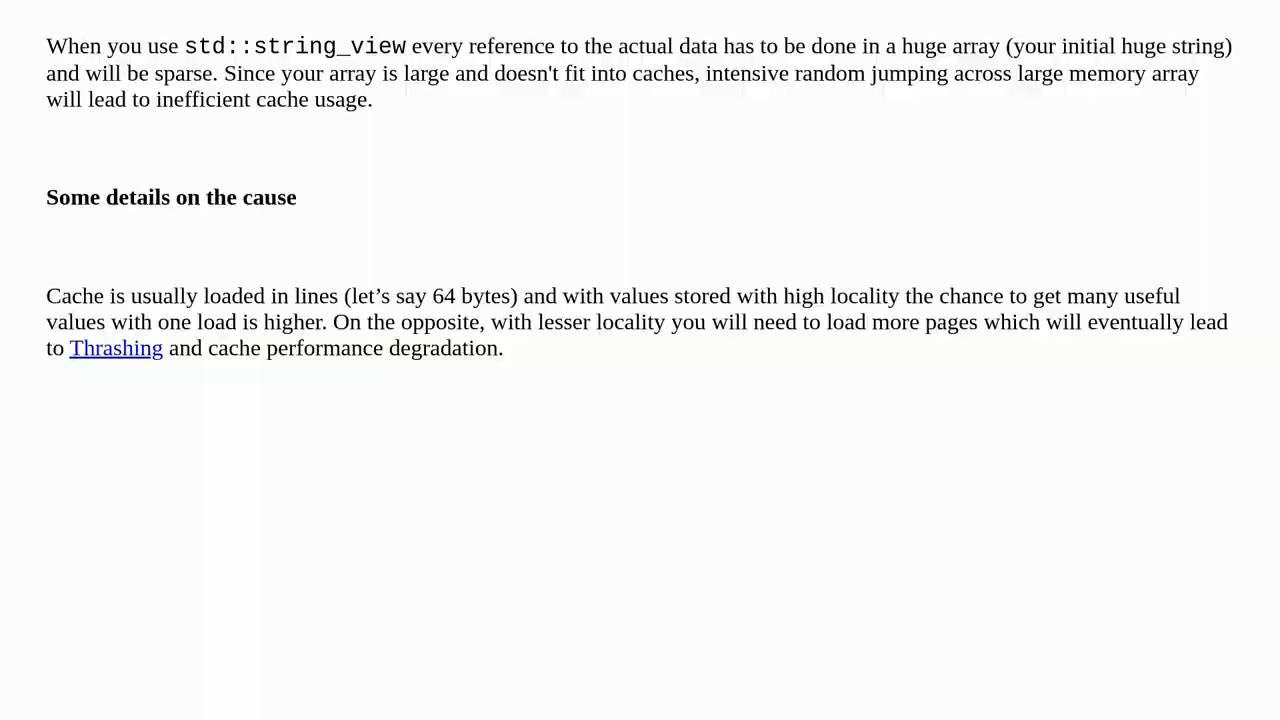 When you use std::string_view every reference to the actual data has to be done in a huge array (your initial huge string)
and will be sparse. Since your array is large and doesn't fit into caches, intensive random jumping across large memory array
will lead to inefficient cache usage.
Some details on the cause
Cache is usually loaded in lines (let’s say 64 bytes) and with values stored with high locality the chance to get many useful
values with one load is higher. On the opposite, with lesser locality you will need to load more pages which will eventually lead
to Thrashing and cache performance degradation.